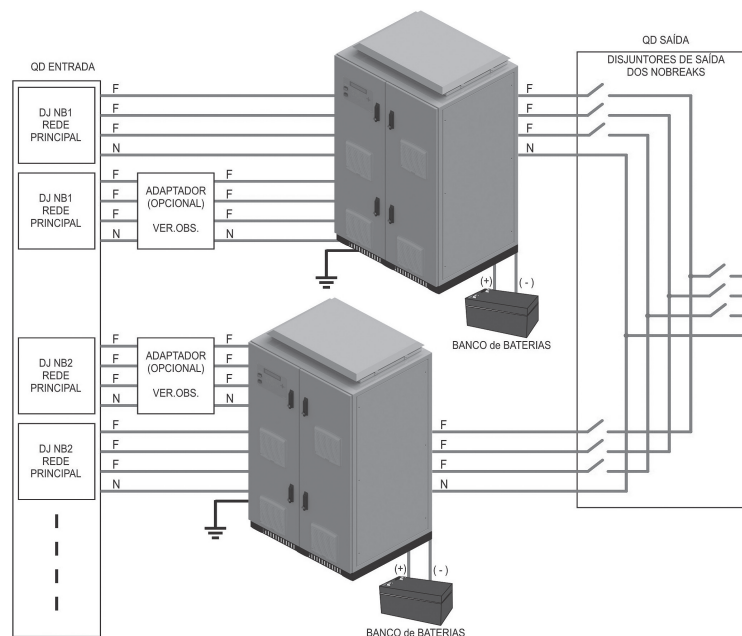 QD SAÍDA
DISJUNTORES DE SAÍDA
DOS NOBREAKS
QD ENTRADA
DJ NB1
REDE
PRINCIPAL
F
F
F
N
F
F
F
N
DJ NB1
REDE
PRINCIPAL
F
F
F
N
ADAPTADOR
(OPCIONAL)
VER.OBS.
F
F
F
N
(+)
(-)
BANCO de BATERIAS
DJ NB2
REDE
PRINCIPAL
F
F
F
N
ADAPTADOR
(OPCIONAL)
VER.OBS.
F
F
F
N
DJ NB2
REDE
PRINCIPAL
F
F
F
N
F
F
F
N
(+)
(-)
BANCO de BATERIAS